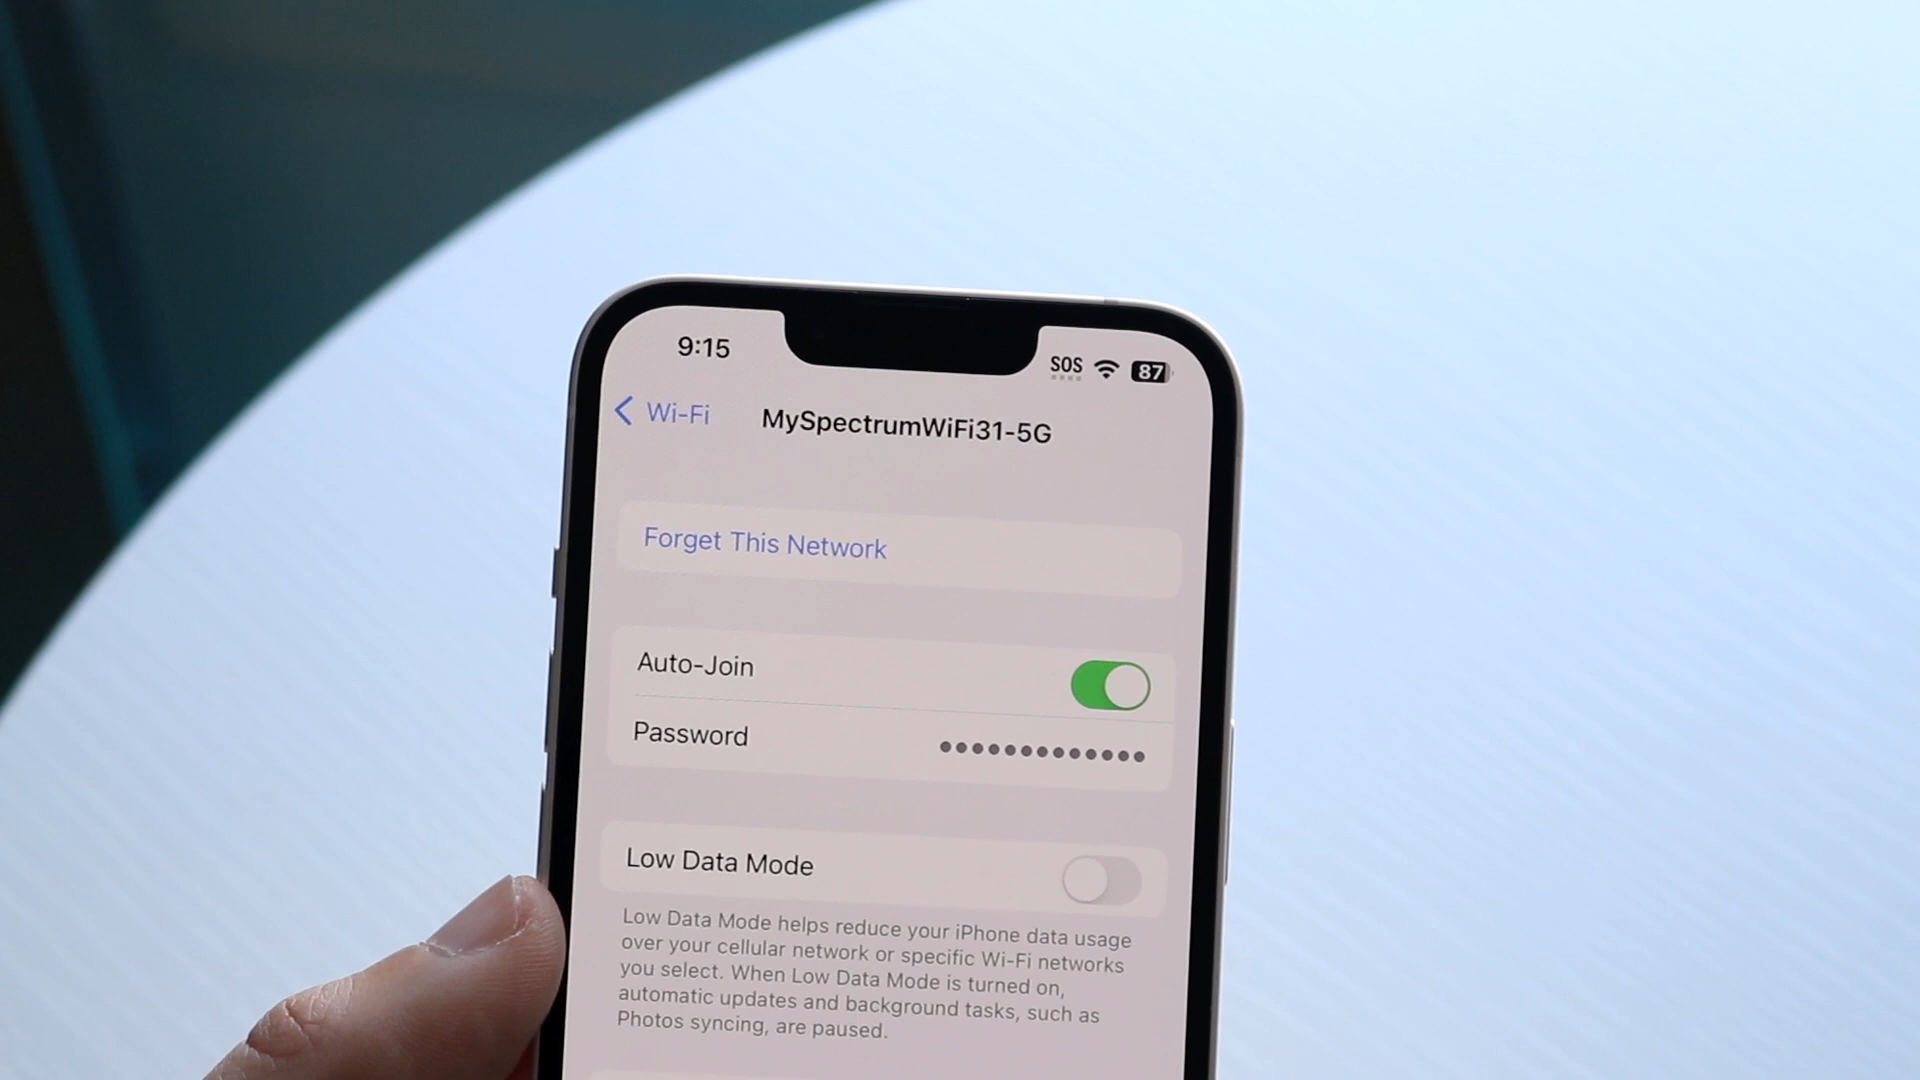 9:15
SOS
87
Wi-Fi
MySpectrumWiFi31-5G
Forget This Network
Auto-Join
Password
Low Data Mode
Low Data Mode helps reduce your iPhone data usage
over your cellular network or specific Wi-Fi networks
you select. When Low Data Mode is turned on,
automatic updates and background tasks, such as
Photos syncing, are paused.